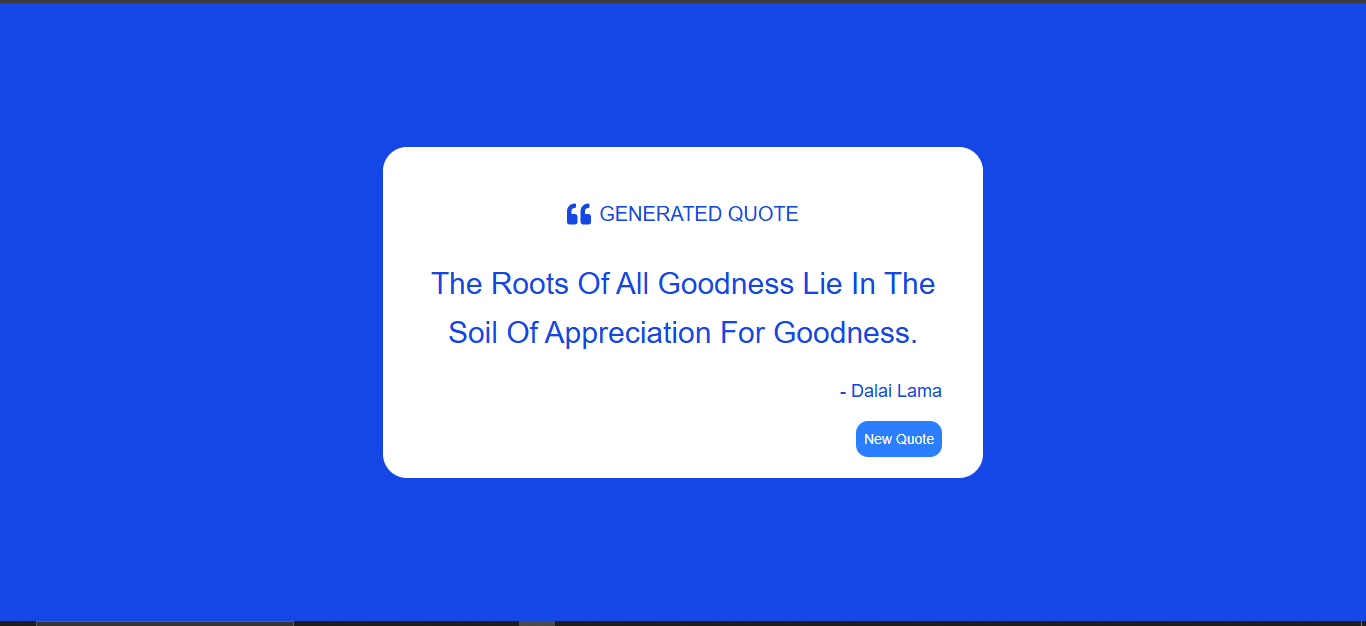 ❝ GENERATED QUOTE
The Roots Of All Goodness Lie In The
Soil Of Appreciation For Goodness.
- Dalai Lama
New Quote